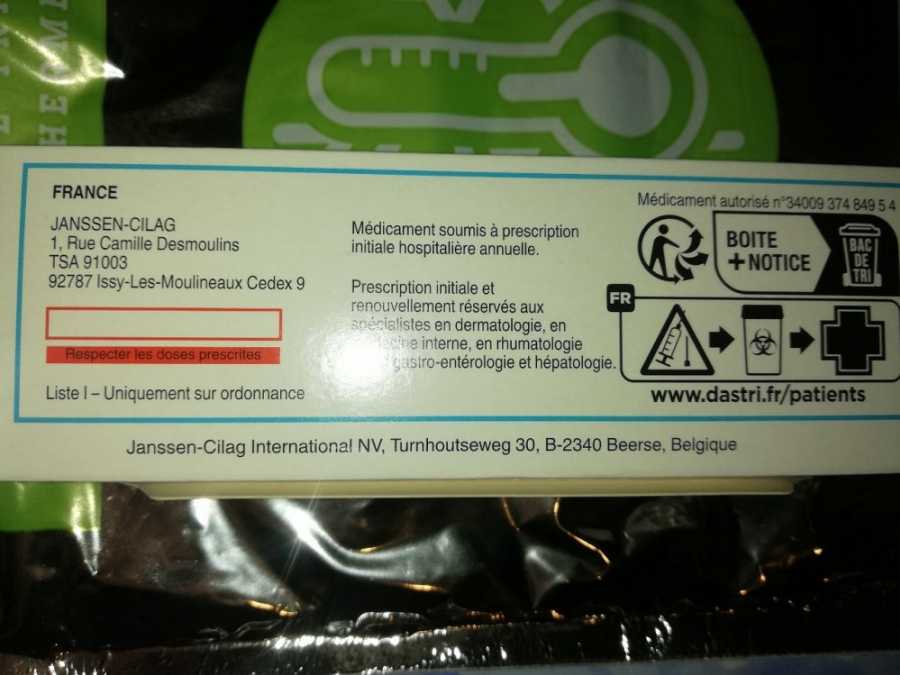 HE OMI
FRANCE
JANSSEN-CILAG
1, Rue Camille Desmoulins
TSA 91003
92787 Issy-Les-Moulineaux Cedex 9
Respecter les doses prescrites
Liste I – Uniquement sur ordonnance
Médicament soumis à prescription
initiale hospitalière annuelle.
Prescription initiale et
renouvellement réservés aux
spécialistes en dermatologie, en
interne, en rhumatologie
gastro-entérologie et hépatologie.
Médicament autorisé n°34009 374 849 5 4
BOITE
+ NOTICE
BAC
DE
TRI
FR
www.dastri.fr/patients
Janssen-Cilag International NV, Turnhoutseweg 30, B-2340 Beerse, Belgique